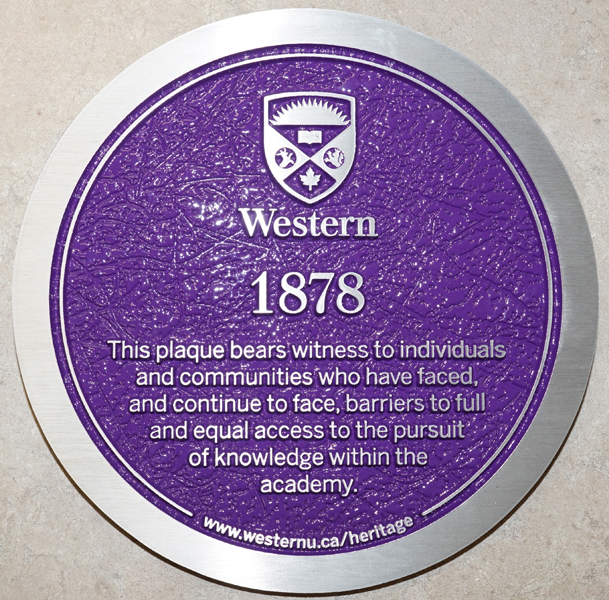 Western
1878
This plaque bears witness to individuals
and communities who have faced,
and continue to face, barriers to full
and equal access to the pursuit
of knowledge within the
academy.
www.westernu.ca/heritage